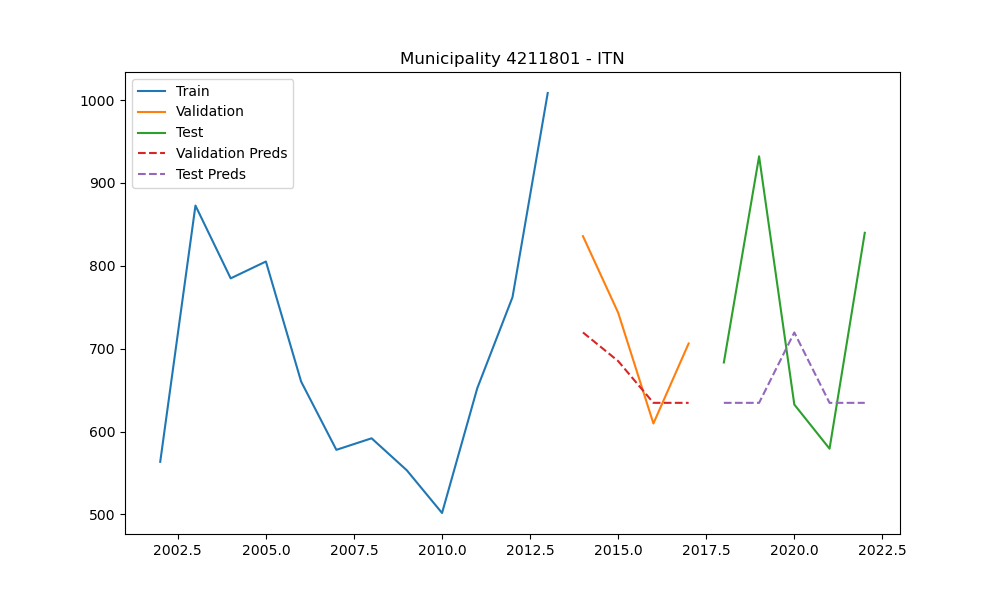 Municipality 4211801 - ITN
Train
Validation
Test
Validation Preds
Test Preds
1000
900
800
700
600
500
2002.5 2005.0 2007.5 2010.0 2012.5 2015.0 2017.5 2020.0 2022.5